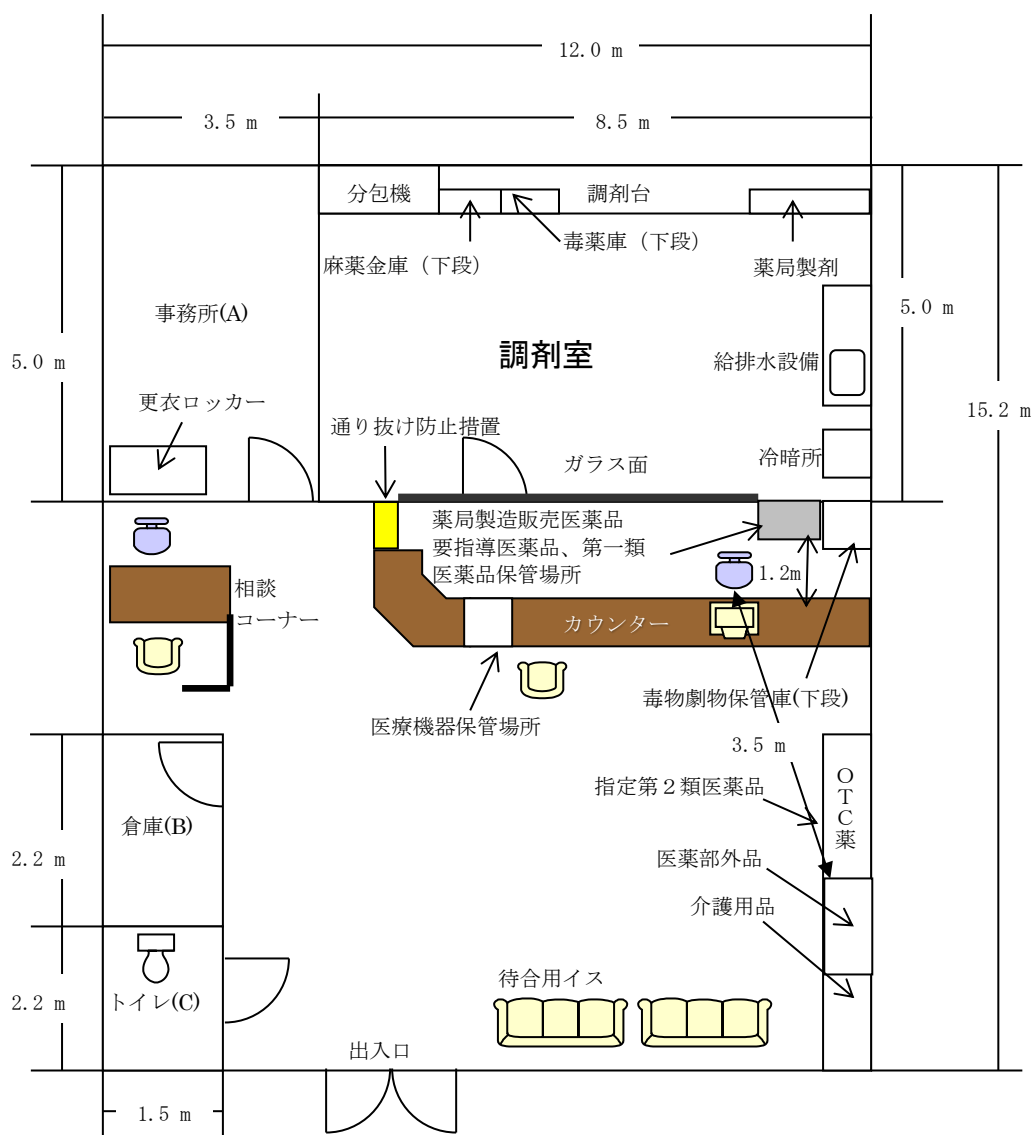 12.0 m
3.5 m
8.5 m
分包機
調剤台
毒薬庫（下段）
麻薬金庫（下段）
薬局製剤
事務所(A)
5.0 m
調剤室
給排水設備
5.0 m
更衣ロッカー
15.2 m
通り抜け防止措置
ガラス面
冷暗所
薬局製造販売医薬品
要指導医薬品、第一類
医薬品保管場所
1.2m
相談
コーナー
カウンター
毒物劇物保管庫(下段)
医療機器保管場所
3.5 m
指定第２類医薬品
ＯＴＣ薬
倉庫(B)
2.2 m
医薬部外品
介護用品
待合用イス
トイレ(C)
2.2 m
出入口
1.5 m